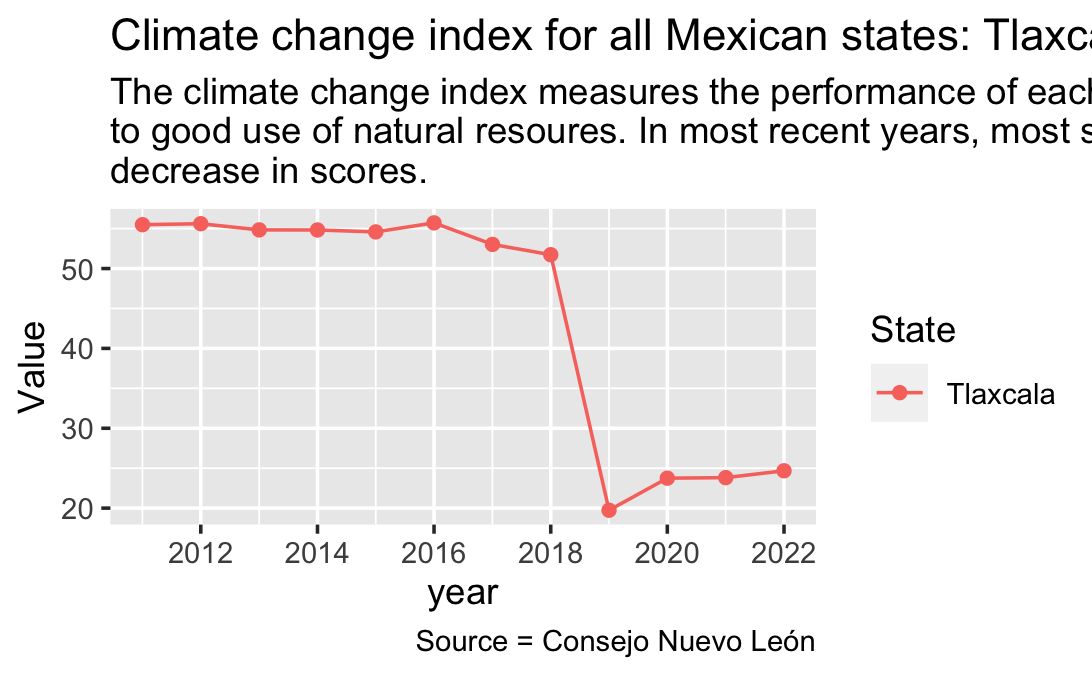 Climate change index for all Mexican states:
The climate change index measures the performance of each
to good use of natural resoures. In most recent years, most
decrease in scores.
50
40
30
20
Value
2012 2014 2016 2018 2020 2022
year
State
Tlaxcala
Source = Consejo Nuevo León